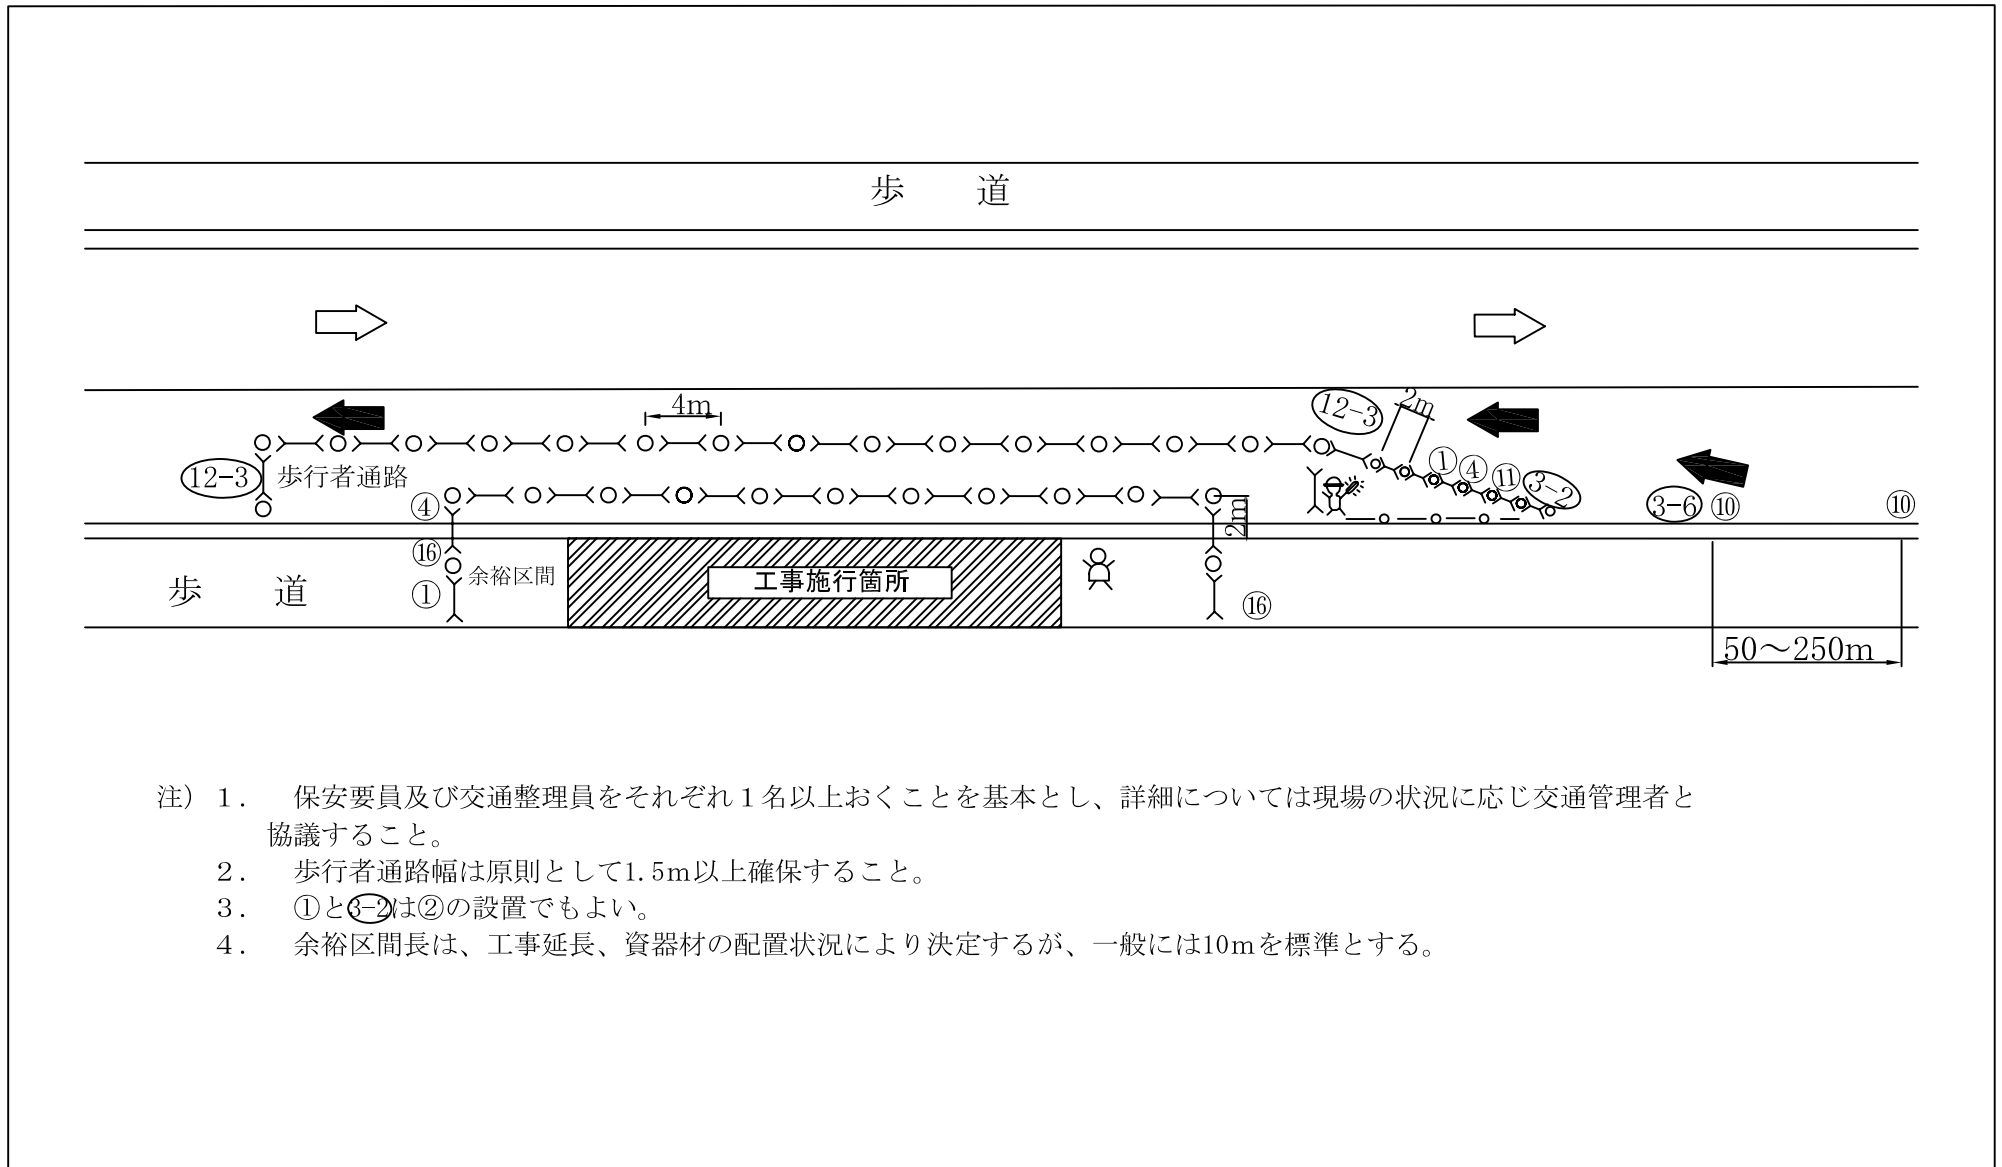 歩　　道
4m
12-3
2m
①
④
⑪
3-2
12-3
歩行者通路
④
2m
3-6
⑩
⑩
⑯
余裕区間
①
工事施行箇所
歩　　道
⑯
50～250m
注）１．　保安要員及び交通整理員をそれぞれ１名以上おくことを基本とし、詳細については現場の状況に応じ交通管理者と
協議すること。
２．　歩行者通路幅は原則として1.5m以上確保すること。
３．　①と3-2は②の設置でもよい。
４．　余裕区間長は、工事延長、資器材の配置状況により決定するが、一般には10mを標準とする。